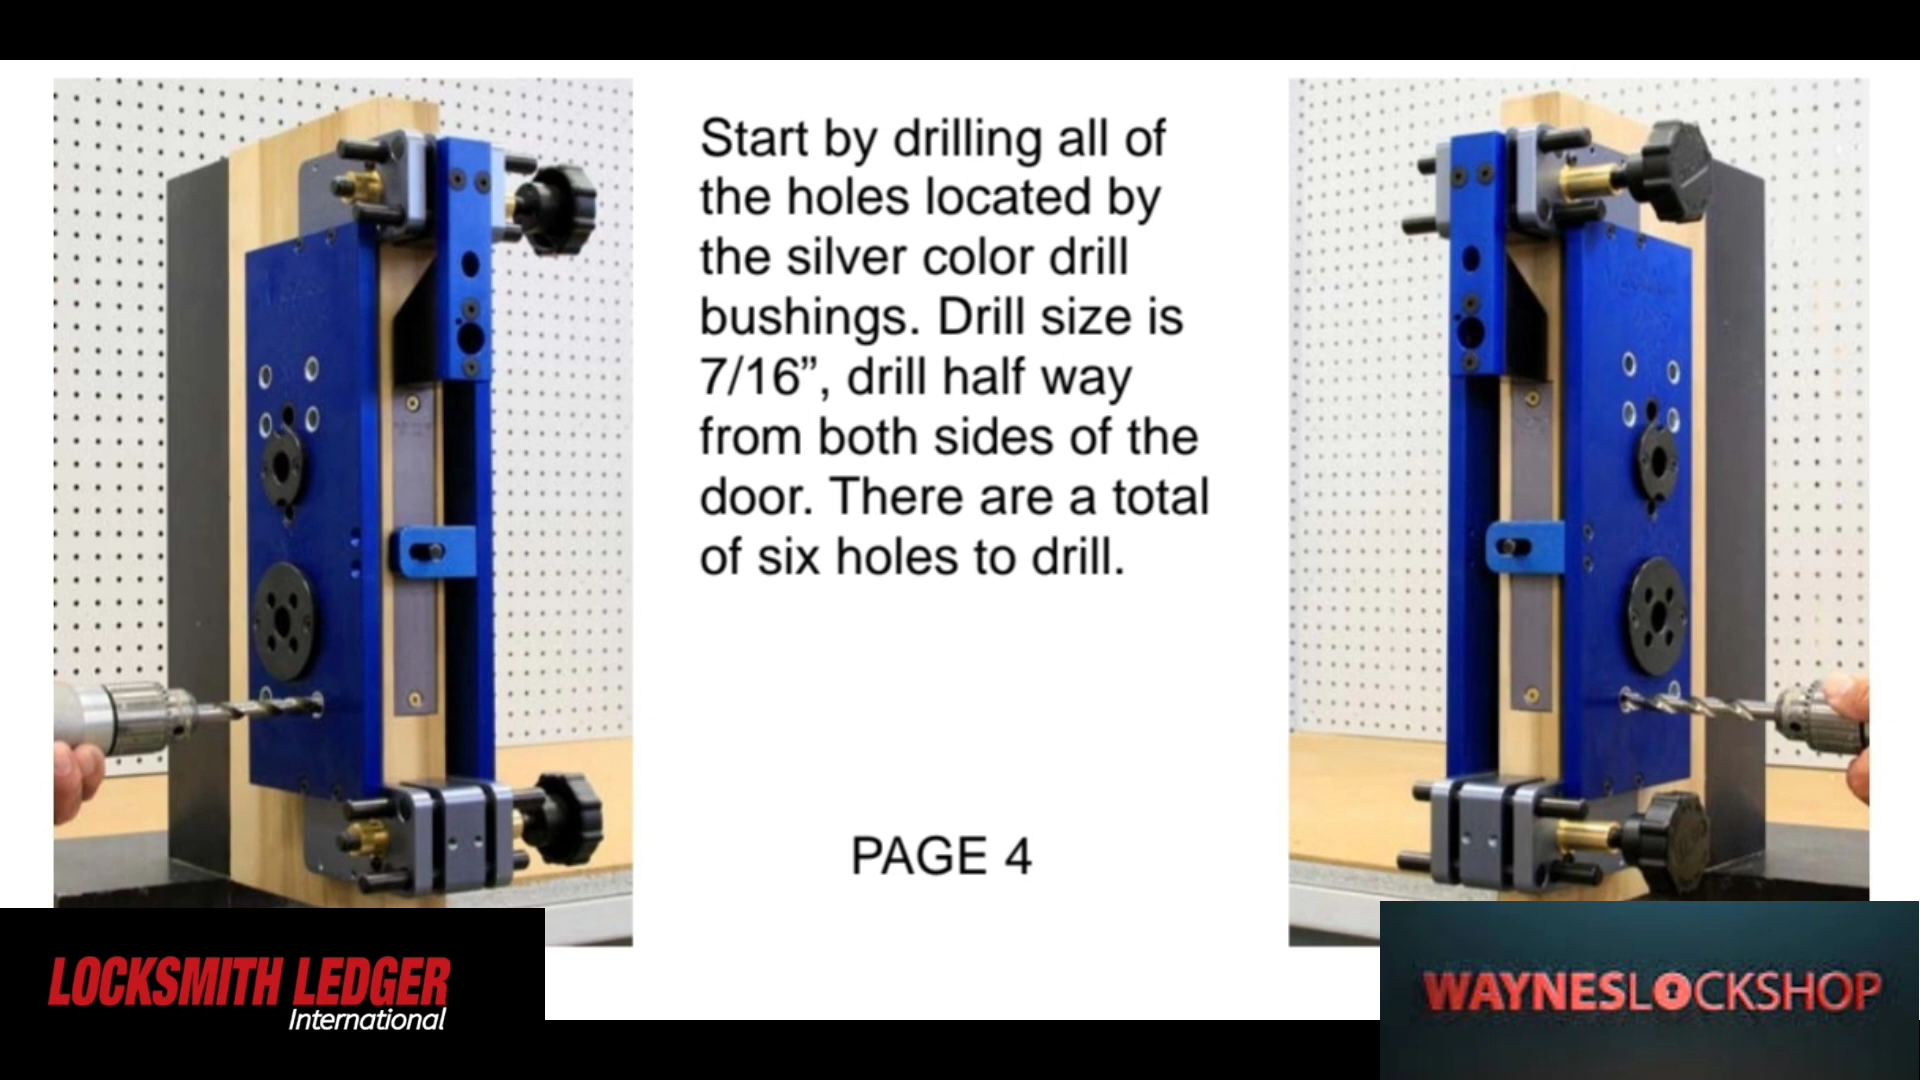 Start by drilling all of
the holes located by
the silver color drill
bushings. Drill size is
7/16”, drill half way
from both sides of the
door. There are a total
of six holes to drill.
PAGE 4
LOCKSMITH LEDGER
International
WAYNESLOCKSHOP